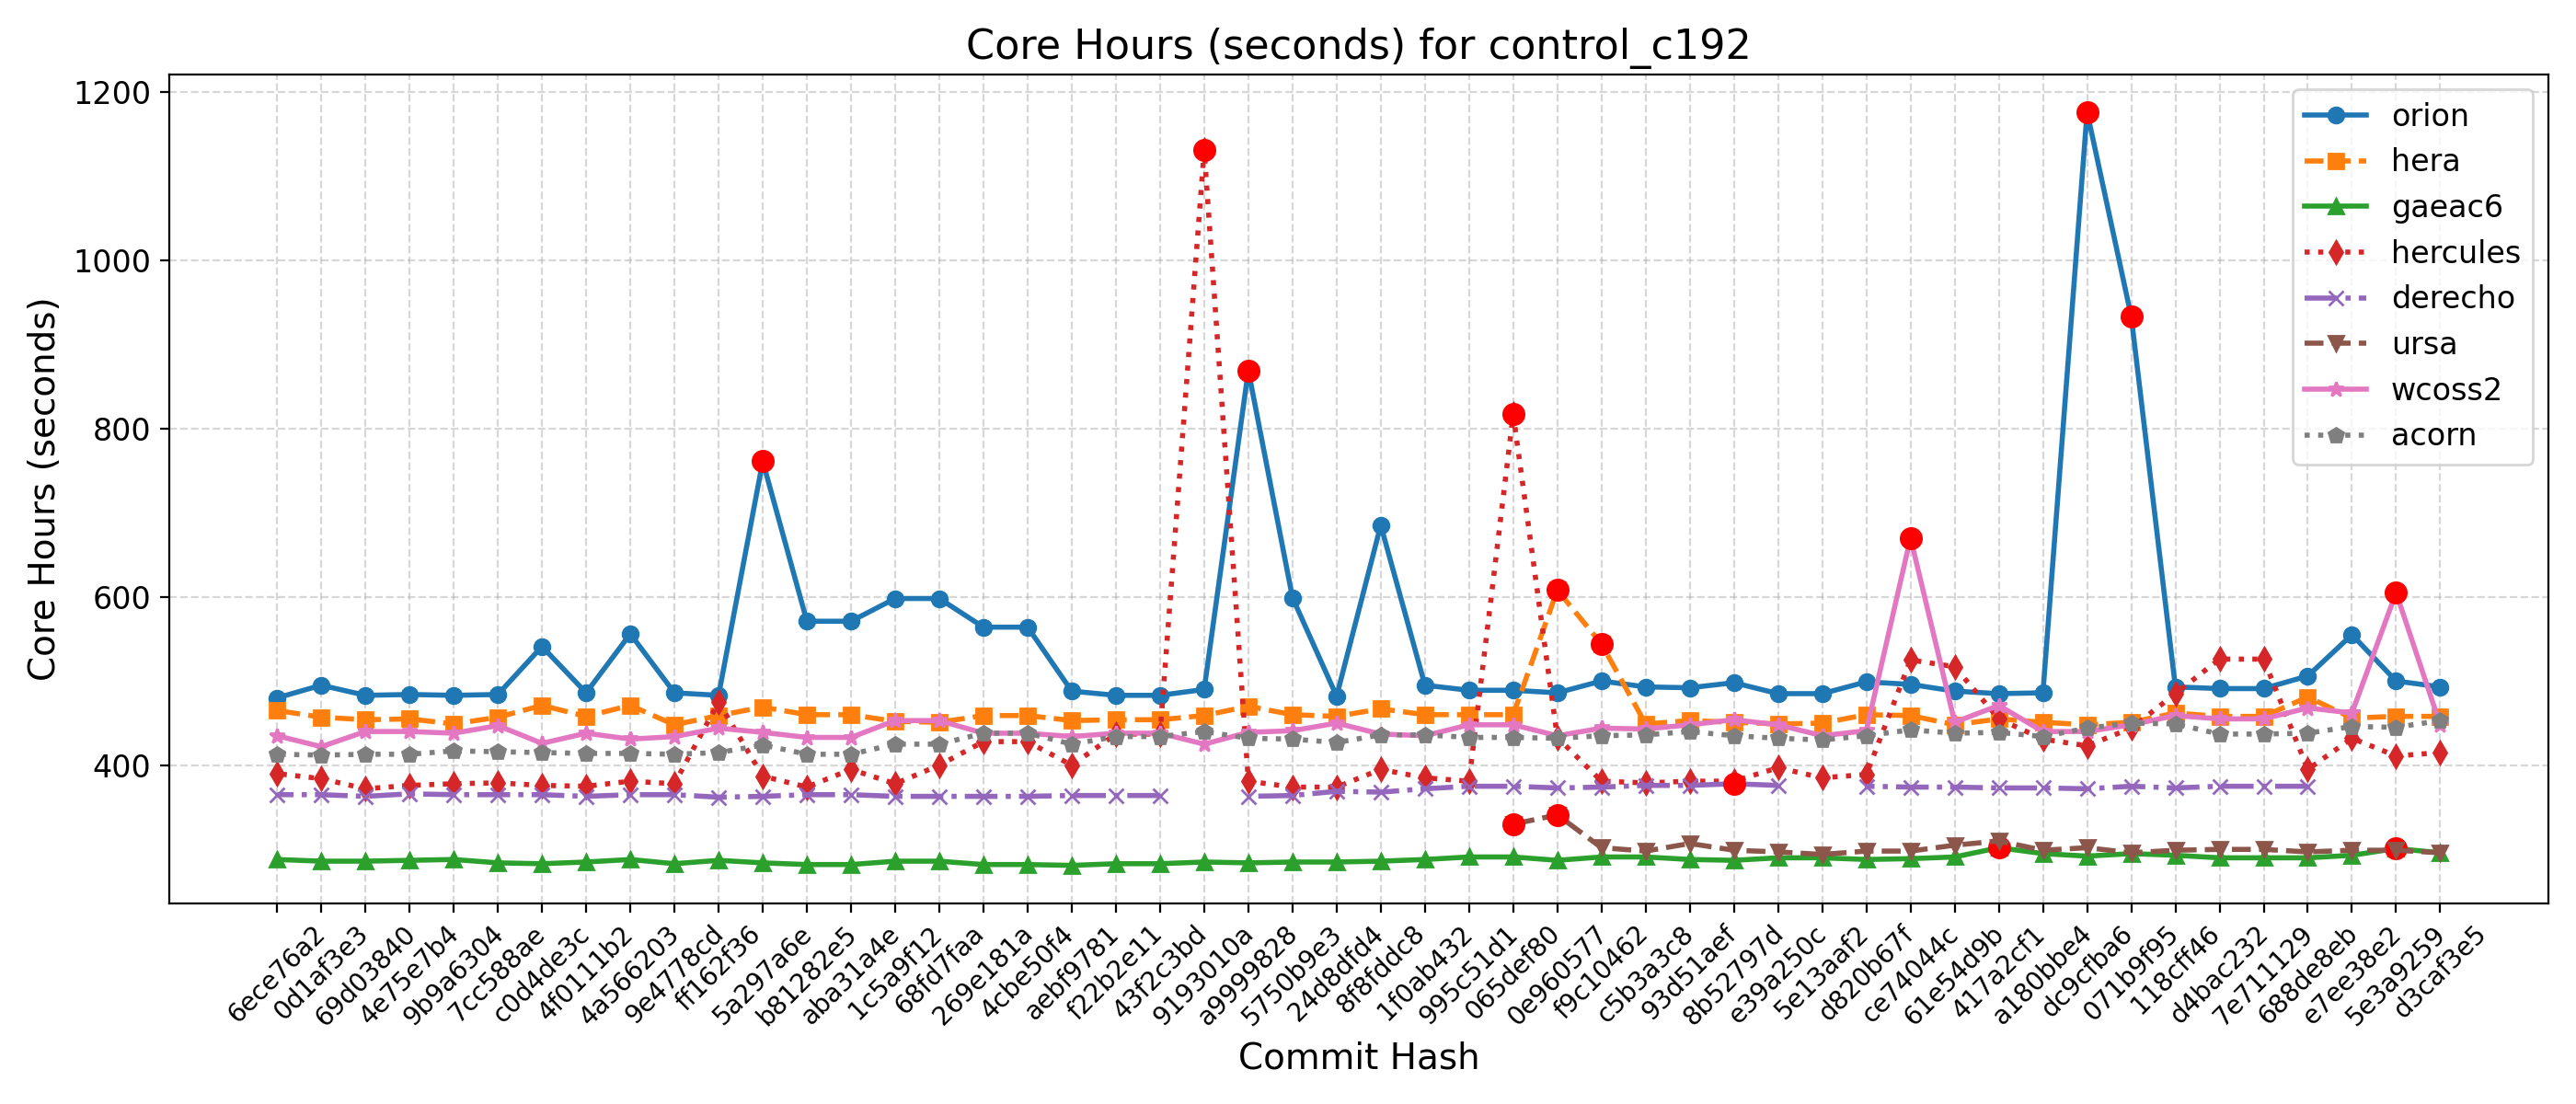 Core Hours (seconds) for control_c192
Core Hours (seconds)
1200
1000
800
600
400
orion
hera
gaeac6
hercules
derecho
ursa
wcoss2
acorn
6ece76a2
0d1af3e3
69d03840
4e75e7b4
9b9a6304
7cc588ae
c0d4de3c
4f0111b2
4a566203
9e4778cd
ff162f36
5a297a6e
b81282e5
aba31a4e
1c5a9f12
68fd7faa
269e181a
4cbe50f4
aebf9781
f22b2e11
43f2c3bd
9193010a
a9999828
5750b9e3
24d8dfd4
8f8fddc8
1f0ab432
995c51d1
065def80
0e960577
f9c10462
c5b3a3c8
93d51aef
8b52797d
e39a250c
5e13aaf2
d820b67f
ce74044c
61e54d9b
417a2cf1
a180bbe4
dc9cfba6
071b9f95
118cff46
d4bac232
7e711129
688de8eb
e7ee38e2
5e3a9259
d3caf3e5
Commit Hash